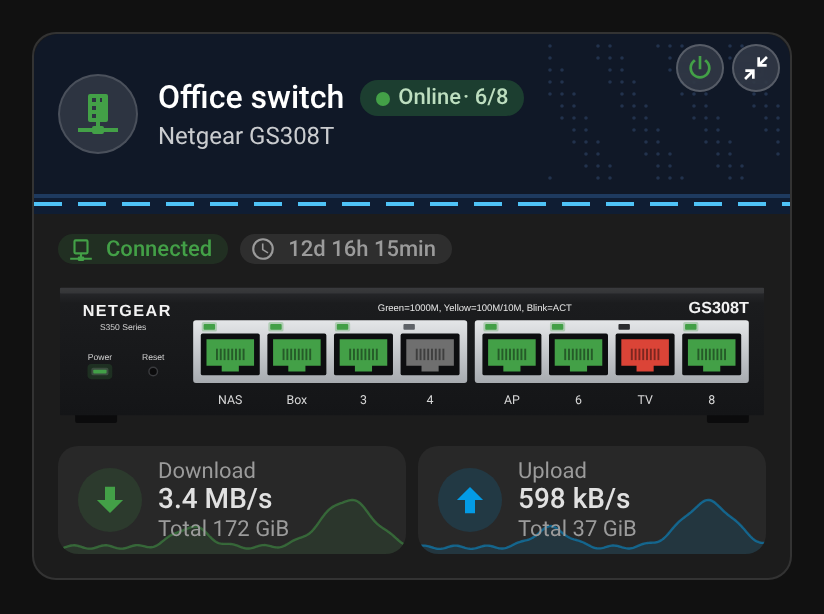 Office switch
Online · 6/8
Netgear GS308T
Connected
12d 16h 15min
NETGEAR
S350 Series
Green=1000M, Yellow=100M/10M, Blink=ACT
GS308T
Power
Reset
NAS
Box
3
4
AP
6
TV
8
Download
3.4 MB/s
Total 172 GiB
Upload
598 kB/s
Total 37 GiB